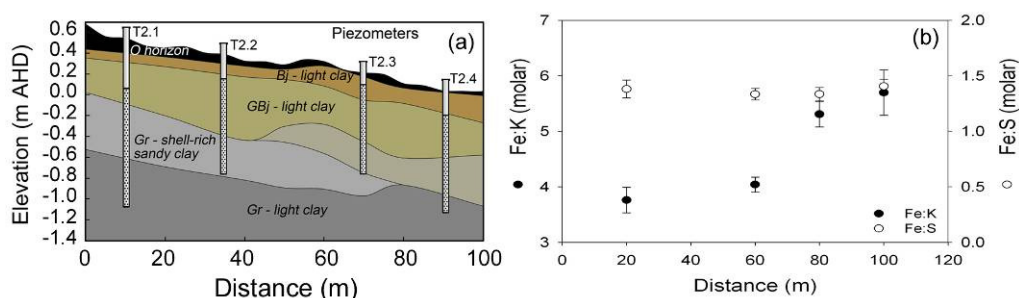 0.6
0.4
0.2
0.0
-0.2
-0.4
-0.6
-0.8
-1.0
-1.2
-1.4
Elevation (m AHD)
T2.1
T2.2
Piezometers
(a)
O horizon
T2.3
Bj - light clay
T2.4
GBj - light clay
Gr - shell-rich
sandy clay
Gr - light clay
0 20 40 60 80 100
Distance (m)
7
6
5
4
3
Fe:K (molar)
(b)
2.0
1.5
1.0
0.5
0.0
Fe:S (molar)
Fe:K
Fe:S
0 20 40 60 80 100 120
Distance (m)